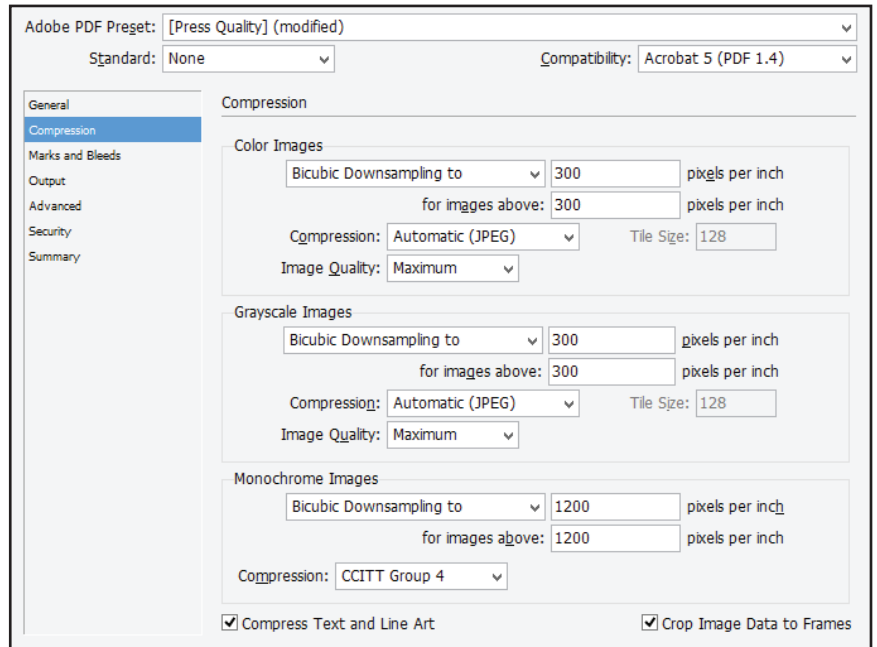 Adobe PDF Preset: [Press Quality] (modified)
Standard: None Compatibility: Acrobat 5 (PDF 1.4)
General
Compression
Marks and Bleeds
Output
Advanced
Security
Summary
Compression
Color Images
Bicubic Downsampling to 300 pixels per inch
for images above: 300 pixels per inch
Compression: Automatic (JPEG) Tile Size: 128
Image Quality: Maximum
Grayscale Images
Bicubic Downsampling to 300 pixels per inch
for images above: 300 pixels per inch
Compression: Automatic (JPEG) Tile Size: 128
Image Quality: Maximum
Monochrome Images
Bicubic Downsampling to 1200 pixels per inch
for images above: 1200 pixels per inch
Compression: CCITT Group 4
Compress Text and Line Art Crop Image Data to Frames